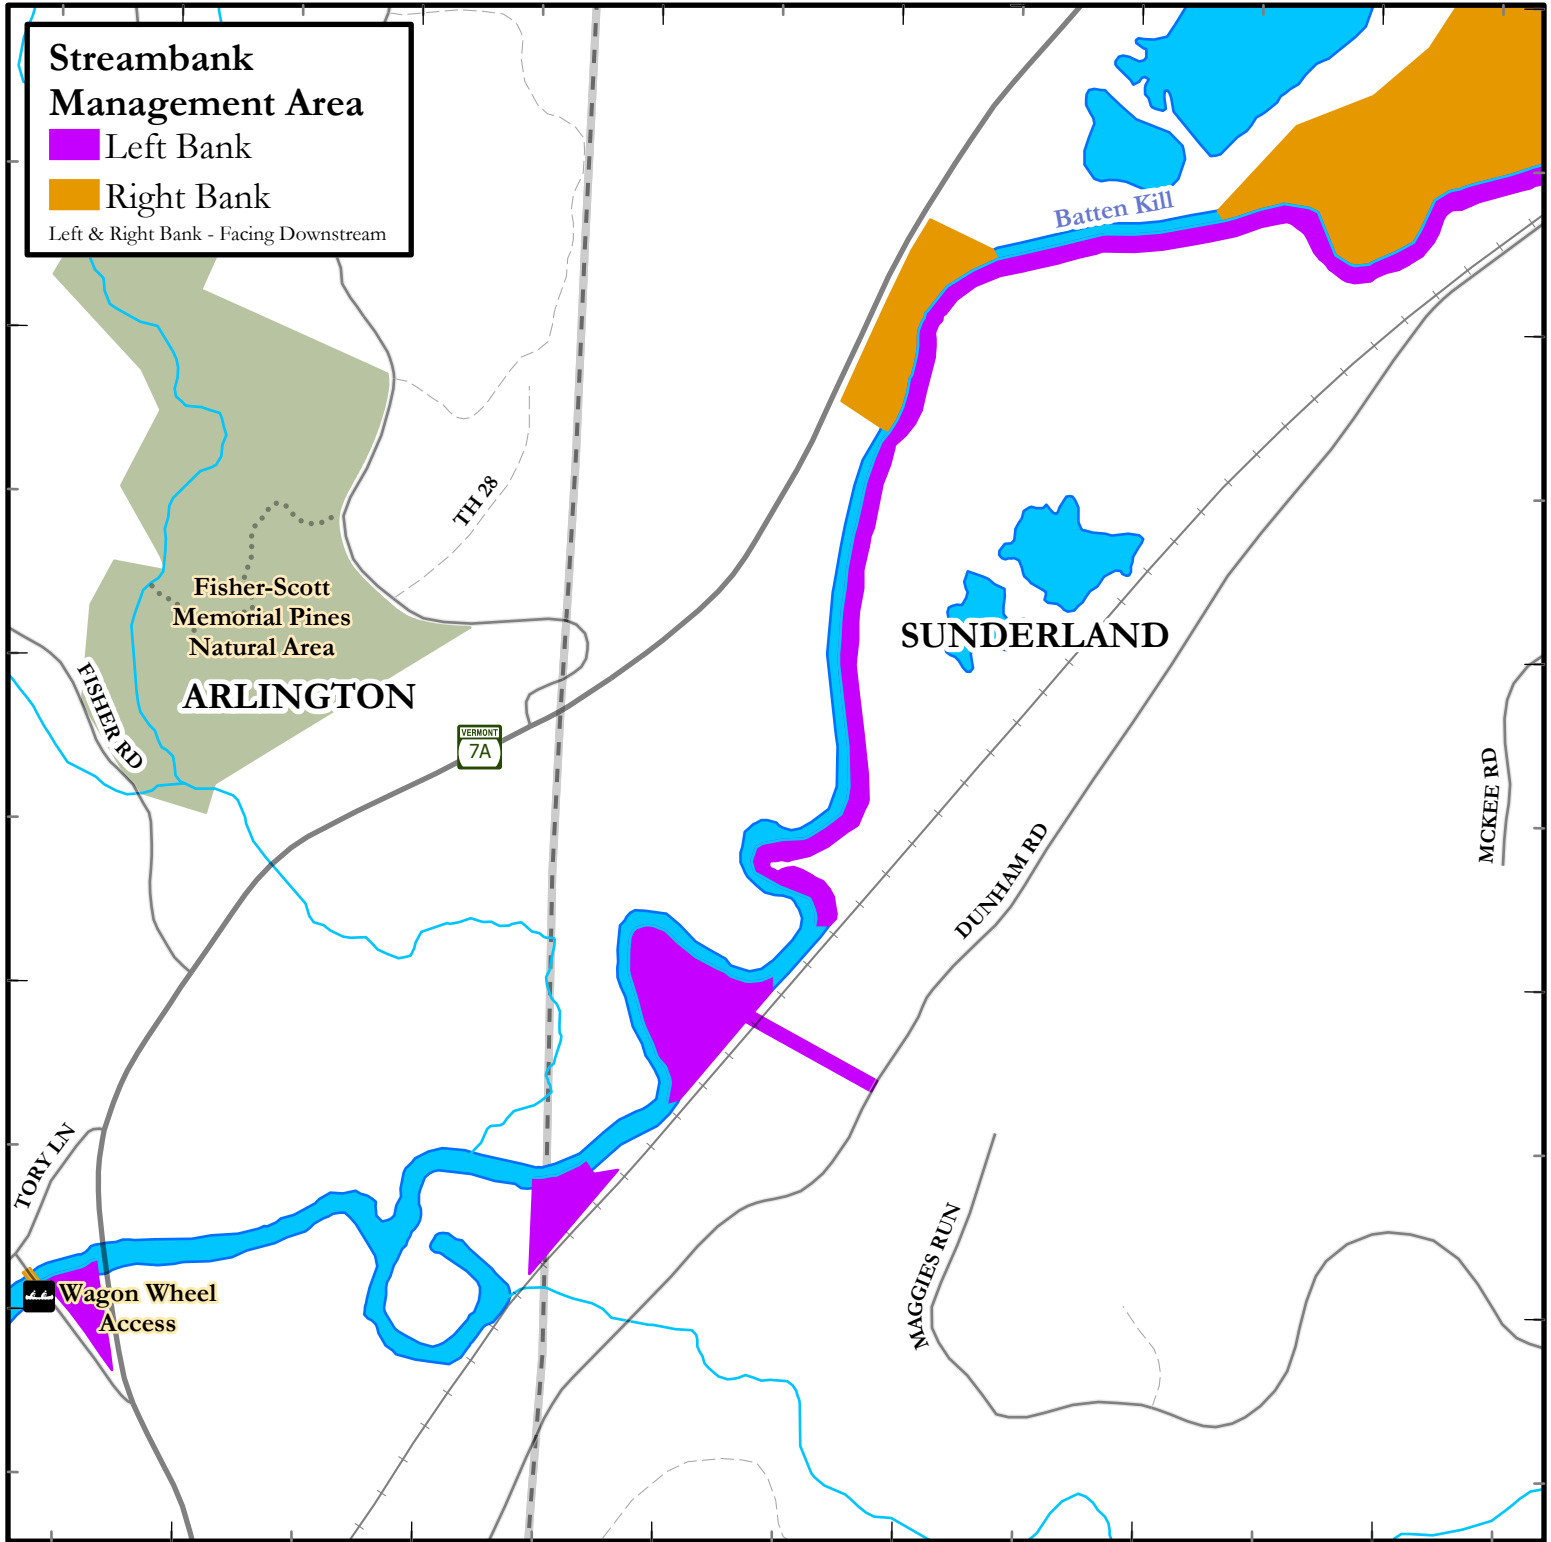 Streambank
Management Area
Left Bank
Right Bank
Left & Right Bank - Facing Downstream
Batten Kill
TH 28
Fisher-Scott
Memorial Pines
Natural Area
SUNDERLAND
FISHER RD
ARLINGTON
VERMONT
7A
MCKEE RD
DUNHAM RD
TORY LN
MAGGIES RUN
Wagon Wheel
Access